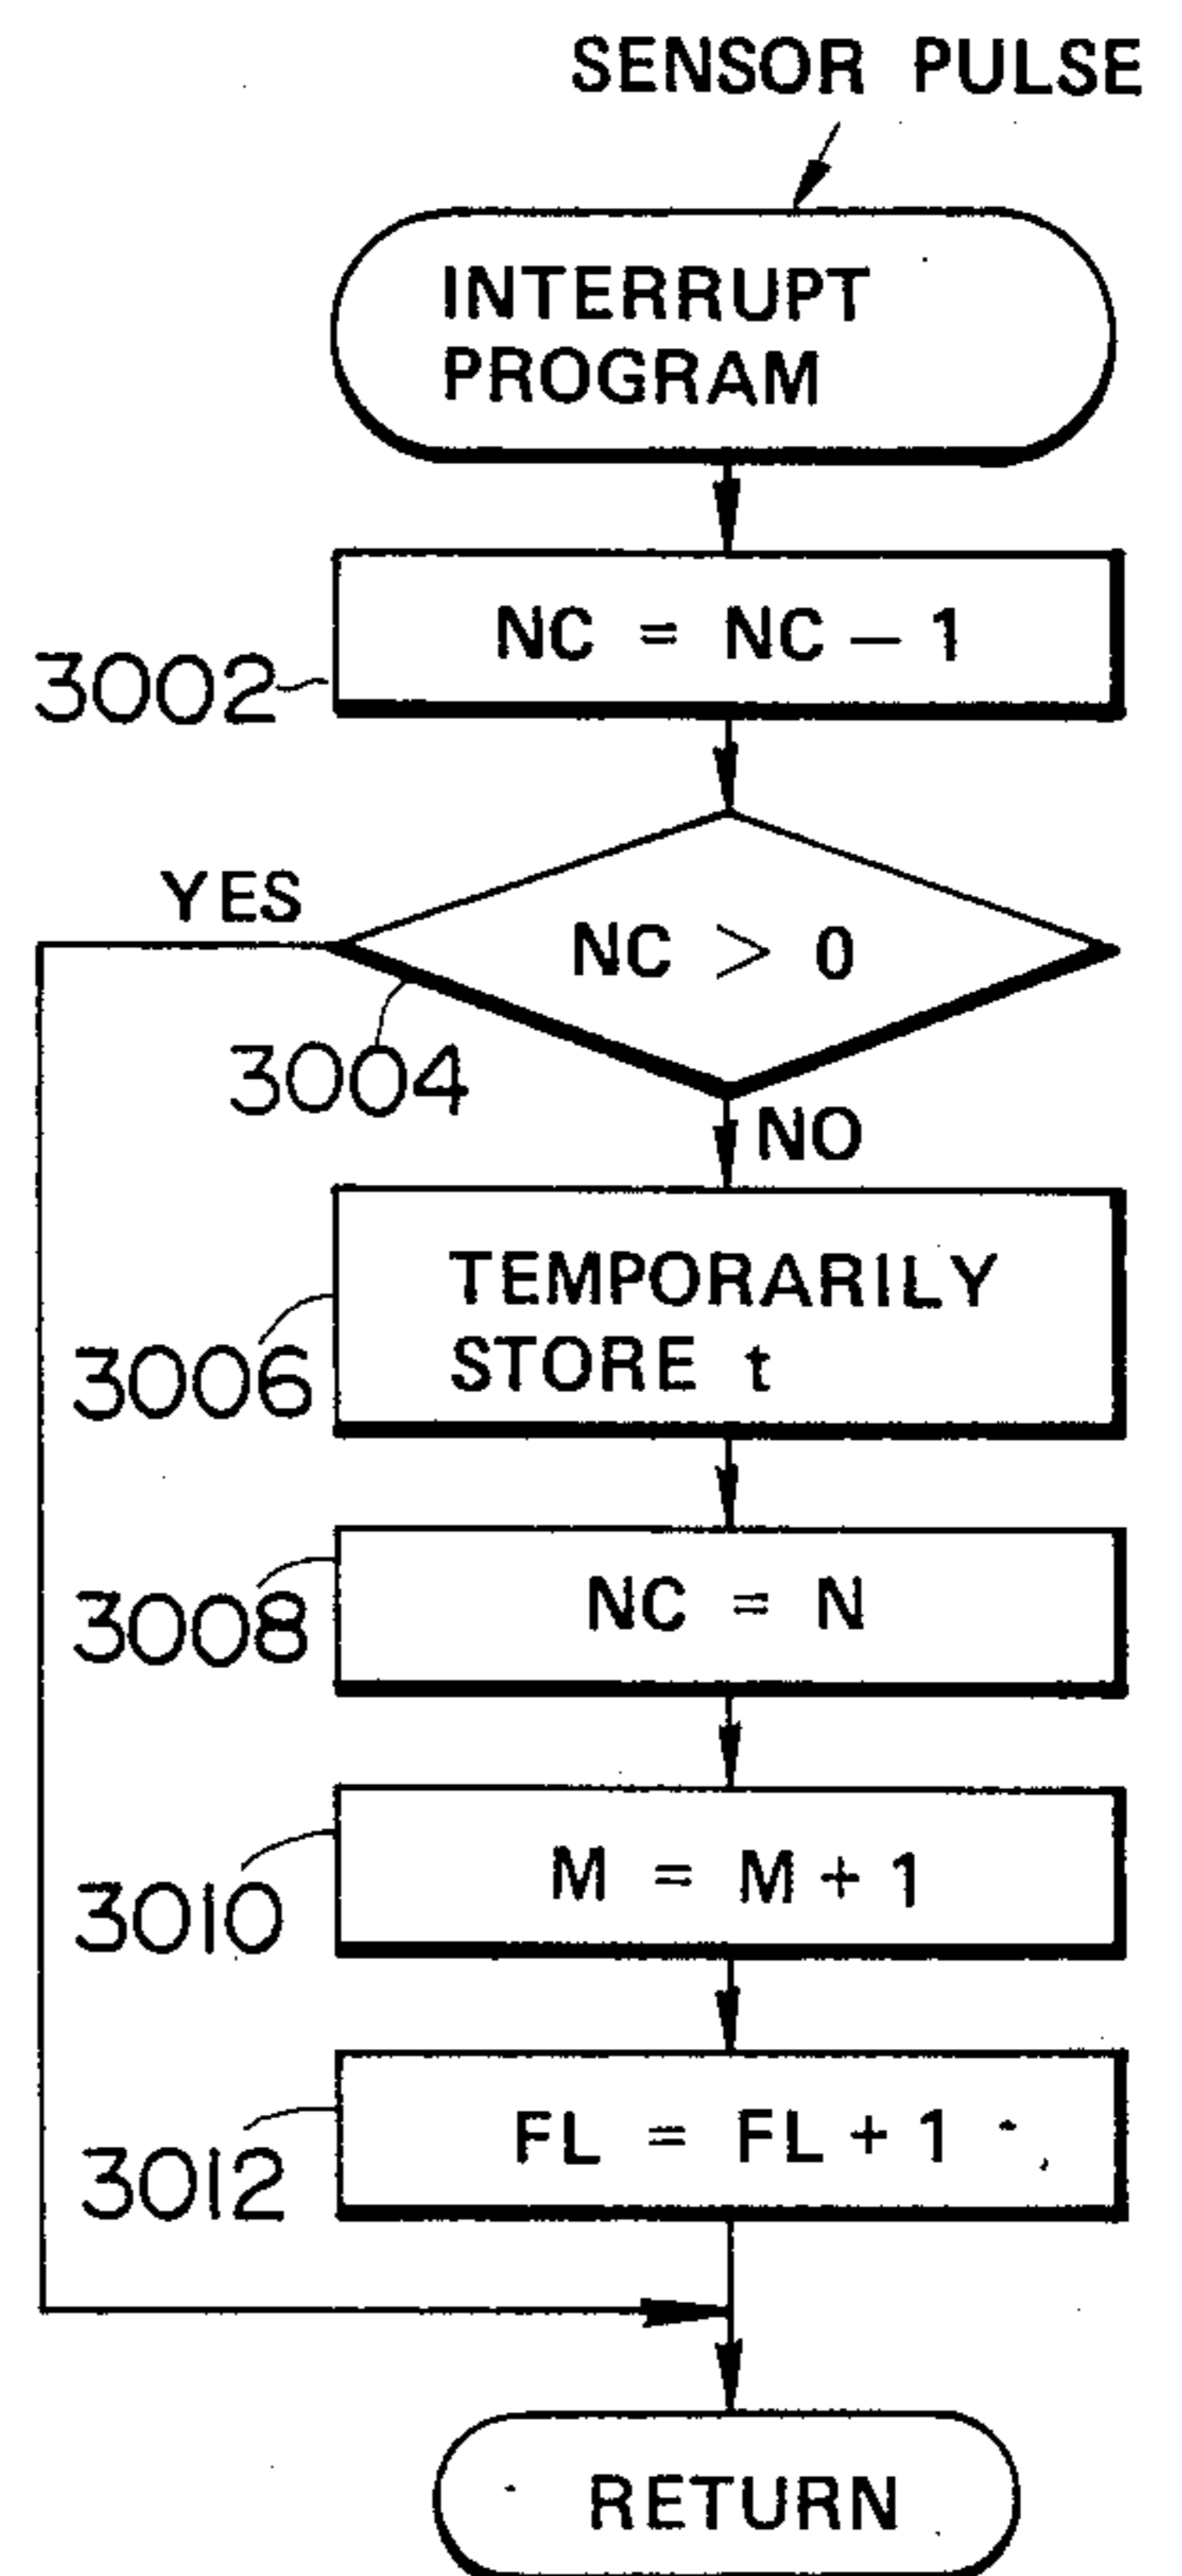 SENSOR PULSE
INTERRUPT
PROGRAM
NC = NC - 1
3002
YES
NC > 0
3004
NO
TEMPORARILY
STORE t
3006
NC = N
3008
M = M + 1
3010
FL = FL + 1
3012
RETURN